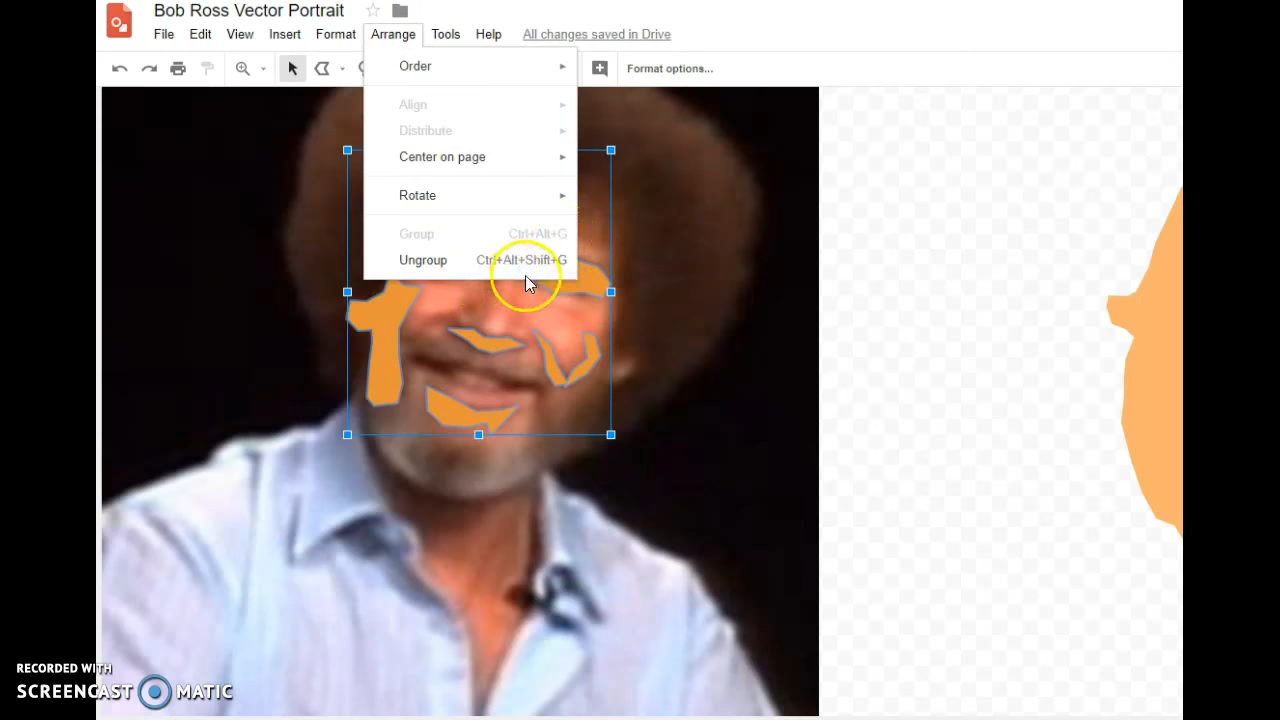 Bob Ross Vector Portrait
File Edit View Insert Format Arrange Tools Help All changes saved in Drive
Format options...
Order
Align
Distribute
Center on page
Rotate
Group Ctrl+Alt+G
Ungroup Ctrl+Alt+Shift+G
RECORDED WITH
SCREENCAST MATIC